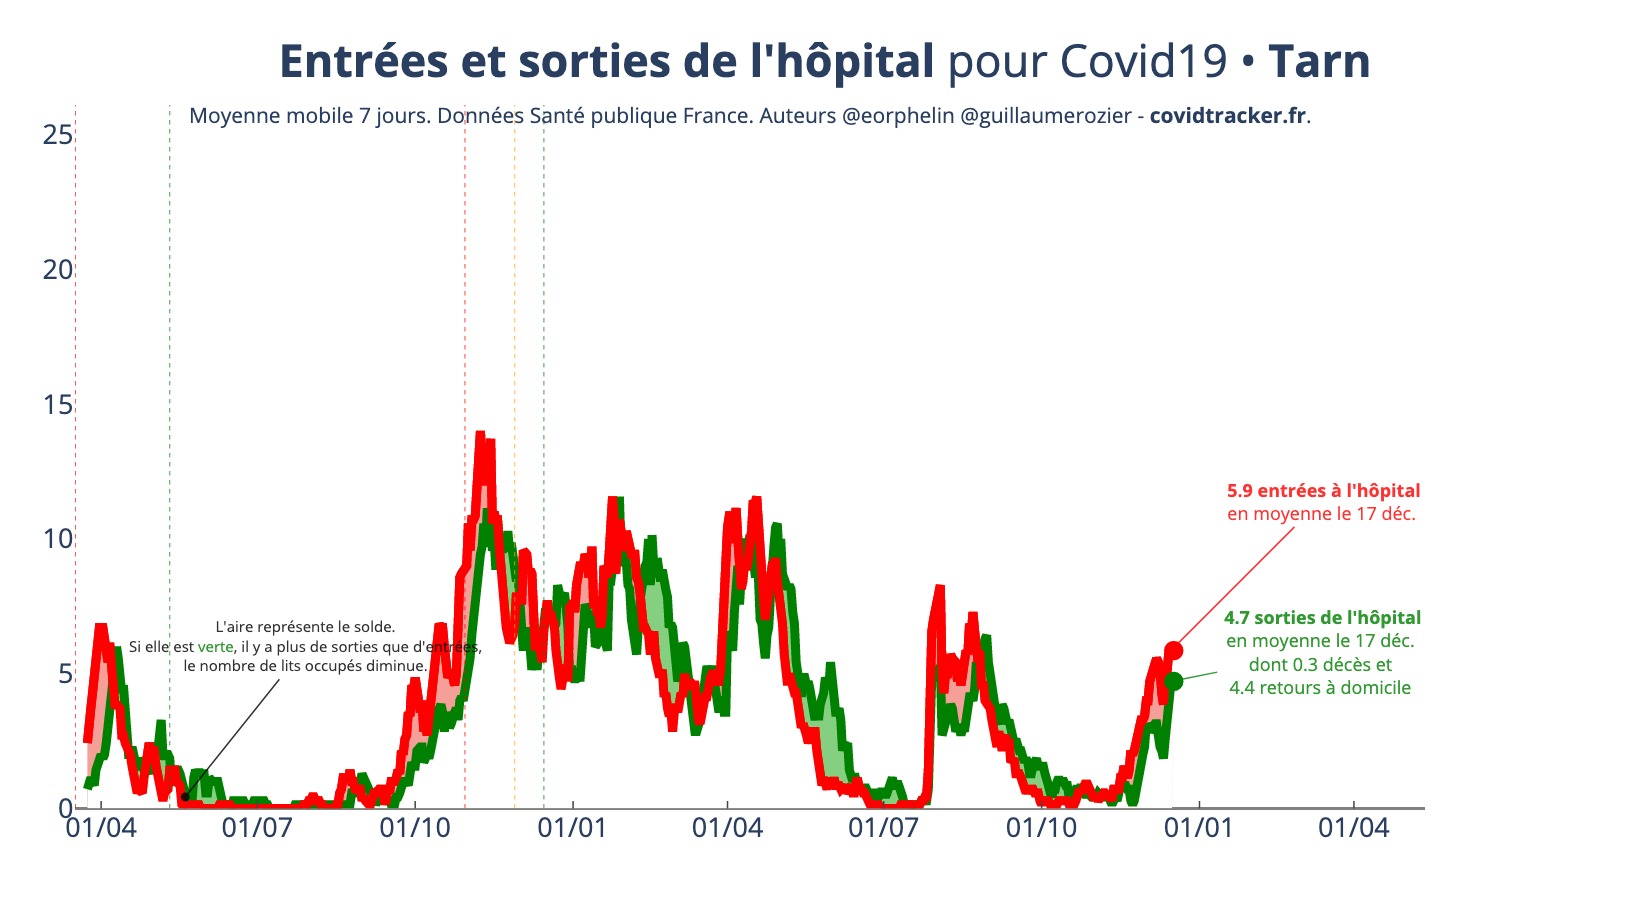 Entrées et sorties de l'hôpital pour Covid19 • Tarn
Moyenne mobile 7 jours. Données Santé publique France. Auteurs @eorphelin @guillaumerozier - covidtracker.fr.
25
20
15
10
5
0
L'aire représente le solde.
Si elle est verte, il y a plus de sorties que d'entrées,
le nombre de lits occupés diminue.
5.9 entrées à l'hôpital
en moyenne le 17 déc.
4.7 sorties de l'hôpital
en moyenne le 17 déc.
dont 0.3 décès et
4.4 retours à domicile
01/04 01/07 01/10 01/01 01/04 01/07 01/10 01/01 01/04